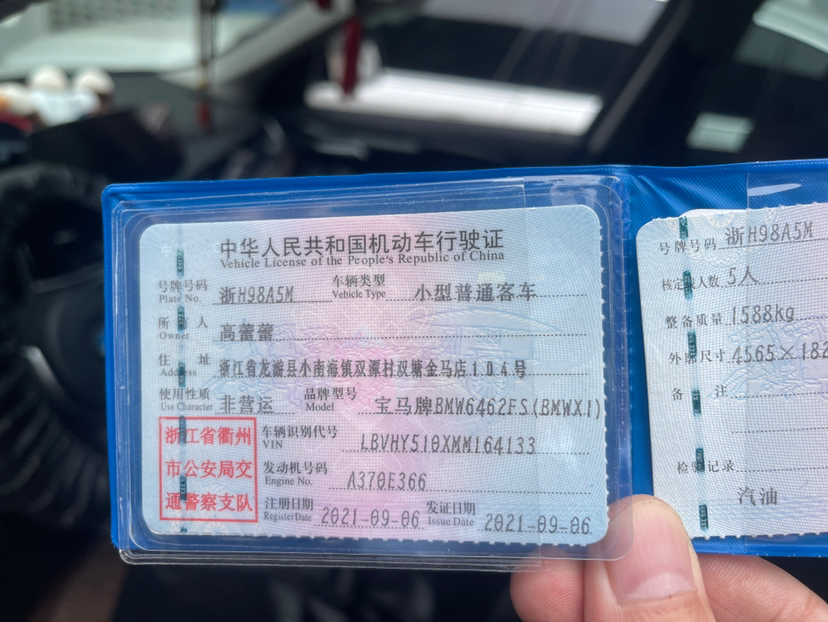 中华人民共和国机动车行驶证
Vehicle License of the People's Republic of China
号牌号码 Plate No. 浙H98A5M 车辆类型 Vehicle Type 小型普通客车
所有人 Owner 高蕾蕾
住址 Address 浙江省龙游县小南海镇双潭村双塘金马店104号
使用性质 Use Character 非营运 品牌型号 Model 宝马牌BMW6462ES(BMWX1)
浙江省衢州
市公安局交
通警察支队
车辆识别代号 VIN LBVHY510XMM164133
发动机号码 Engine No. A370E366
注册日期 Register Date 2021-09-06 发证日期 Issue Date 2021-09-06
号牌号码 浙H98A5M
核定载人数 5人
整备质量 1588kg
外廓尺寸 4565×182
备注
检验记录
汽油